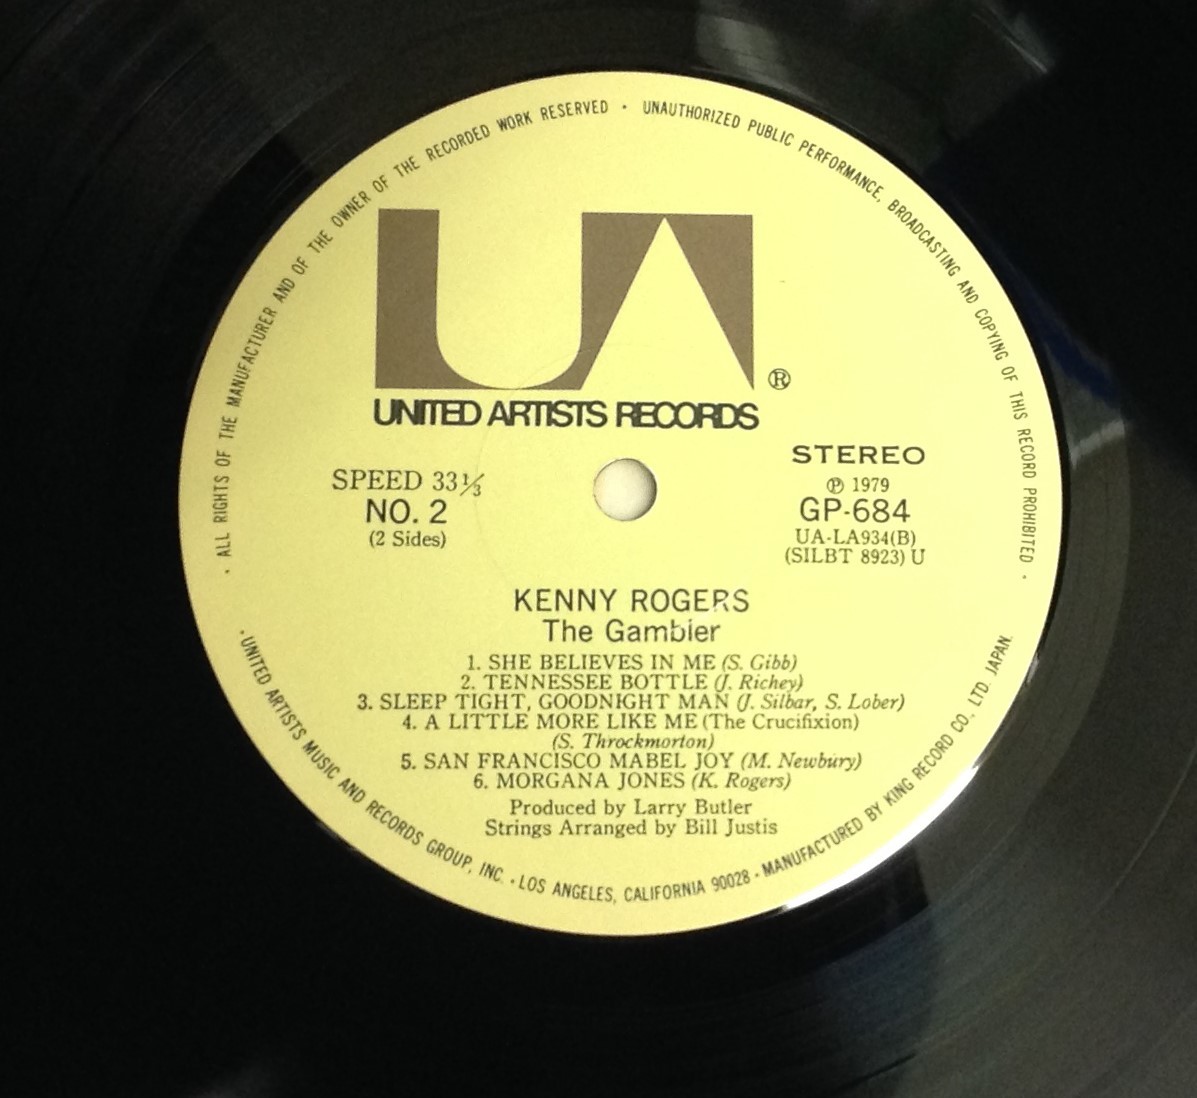 · ALL RIGHTS OF THE MANUFACTURER AND OF THE OWNER OF THE RECORDED WORK RESERVED · UNAUTHORIZED PUBLIC PERFORMANCE, BROADCASTING AND COPYING OF THIS RECORD PROHIBITED ·
UA ®
UNITED ARTISTS RECORDS
SPEED 33⅓
NO. 2
(2 Sides)
STEREO
℗ 1979
GP-684
UA-LA934(B)
(SILBT 8923) U
KENNY ROGERS
The Gambler
1. SHE BELIEVES IN ME (S. Gibb)
2. TENNESSEE BOTTLE (J. Richey)
3. SLEEP TIGHT, GOODNIGHT MAN (J. Silbar, S. Lober)
4. A LITTLE MORE LIKE ME (The Crucifixion)
(S. Throckmorton)
5. SAN FRANCISCO MABEL JOY (M. Newbury)
6. MORGANA JONES (K. Rogers)
Produced by Larry Butler
Strings Arranged by Bill Justis
· UNITED ARTISTS MUSIC AND RECORDS GROUP, INC. · LOS ANGELES, CALIFORNIA 90028 · MANUFACTURED BY KING RECORD CO., LTD. JAPAN.